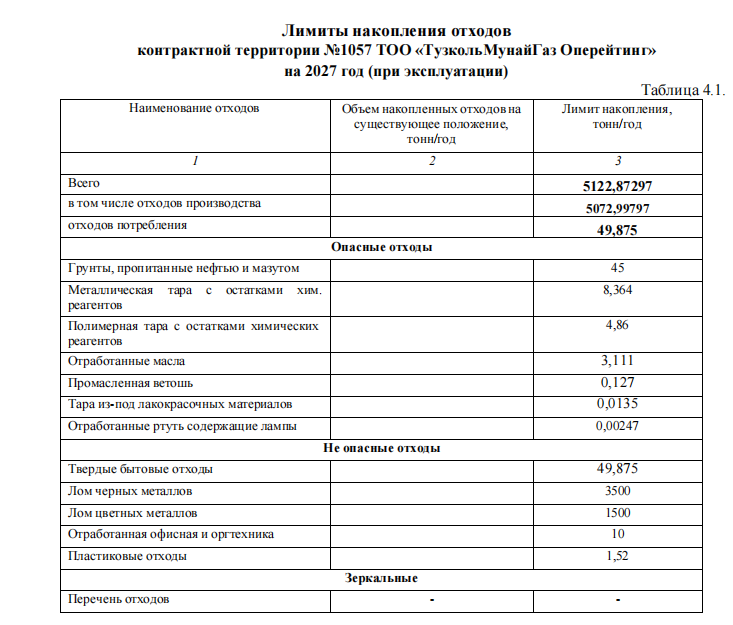 Лимиты накопления отходов
контрактной территории №1057 ТОО «ТузкольМунайГаз Оперейтинг»
на 2027 год (при эксплуатации)
Таблица 4.1.
Наименование отходов
Объем накопленных отходов на
существующее положение,
тонн/год
Лимит накопления,
тонн/год
1 2 3
Всего 5122,87297
в том числе отходов производства 5072,99797
отходов потребления 49,875
Опасные отходы
Грунты, пропитанные нефтью и мазутом 45
Металлическая тара с остатками хим. 8,364
реагентов
Полимерная тара с остатками химических 4,86
реагентов
Отработанные масла 3,111
Промасленная ветошь 0,127
Тара из-под лакокрасочных материалов 0,0135
Отработанные ртуть содержащие лампы 0,00247
Не опасные отходы
Твердые бытовые отходы 49,875
Лом черных металлов 3500
Лом цветных металлов 1500
Отработанная офисная и оргтехника 10
Пластиковые отходы 1,52
Зеркальные
Перечень отходов - -